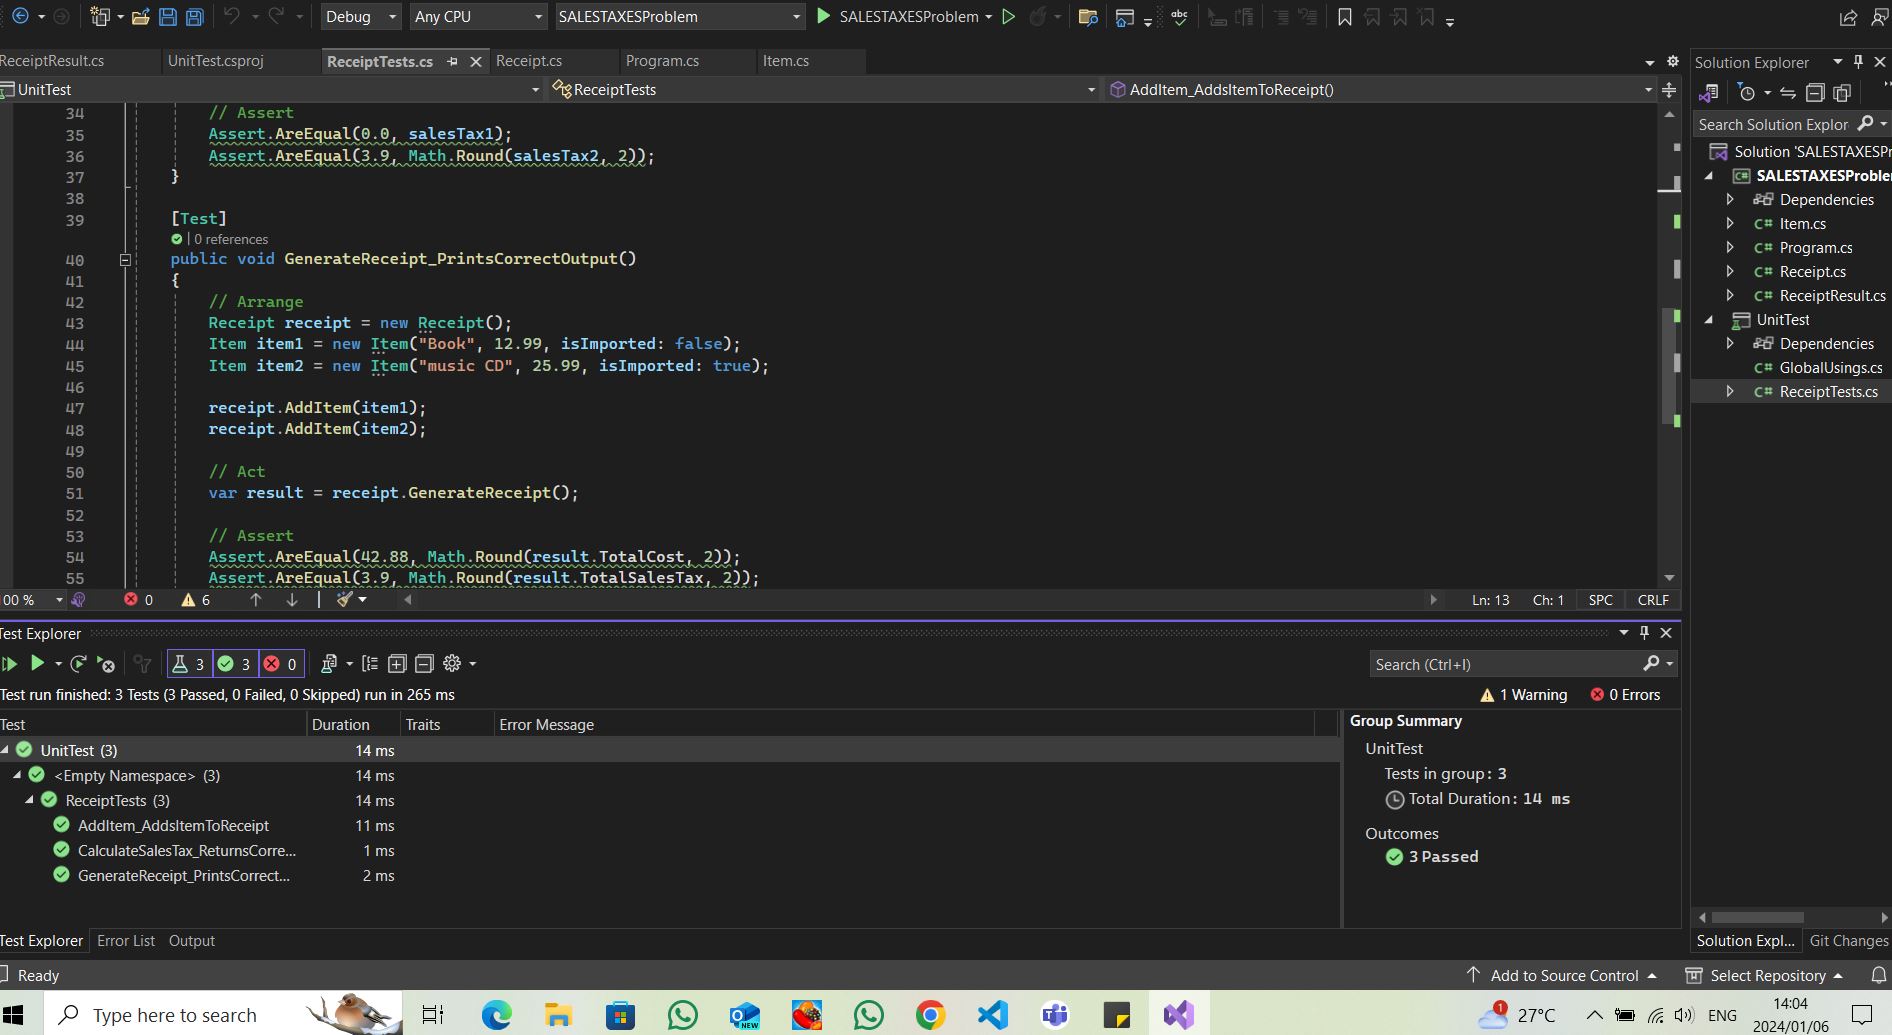 Debug Any CPU SALESTAXESProblem SALESTAXESProblem
ReceiptResult.cs UnitTest.csproj ReceiptTests.cs Receipt.cs Program.cs Item.cs
UnitTest ReceiptTests AddItem_AddsItemToReceipt()
34 // Assert
35 Assert.AreEqual(0.0, salesTax1);
36 Assert.AreEqual(3.9, Math.Round(salesTax2, 2));
37 }
38
39 [Test]
0 references
40 public void GenerateReceipt_PrintsCorrectOutput()
41 {
42 // Arrange
43 Receipt receipt = new Receipt();
44 Item item1 = new Item("Book", 12.99, isImported: false);
45 Item item2 = new Item("music CD", 25.99, isImported: true);
46
47 receipt.AddItem(item1);
48 receipt.AddItem(item2);
49
50 // Act
51 var result = receipt.GenerateReceipt();
52
53 // Assert
54 Assert.AreEqual(42.88, Math.Round(result.TotalCost, 2));
55 Assert.AreEqual(3.9, Math.Round(result.TotalSalesTax, 2));
00 % 0 6 Ln: 13 Ch: 1 SPC CRLF
Solution Explorer
Search Solution Explor
Solution 'SALESTAXESPr
SALESTAXESProblem
Dependencies
Item.cs
Program.cs
Receipt.cs
ReceiptResult.cs
UnitTest
Dependencies
GlobalUsings.cs
ReceiptTests.cs
Solution Expl... Git Changes
Test Explorer
3 3 0
Search (Ctrl+I)
Test run finished: 3 Tests (3 Passed, 0 Failed, 0 Skipped) run in 265 ms
1 Warning 0 Errors
Test Duration Traits Error Message
UnitTest (3) 14 ms
<Empty Namespace> (3) 14 ms
ReceiptTests (3) 14 ms
AddItem_AddsItemToReceipt 11 ms
CalculateSalesTax_ReturnsCorre... 1 ms
GenerateReceipt_PrintsCorrect... 2 ms
Group Summary
UnitTest
Tests in group: 3
Total Duration: 14 ms
Outcomes
3 Passed
Test Explorer Error List Output
Ready Add to Source Control Select Repository
Type here to search NEW 1 27°C ENG 14:04
2024/01/06